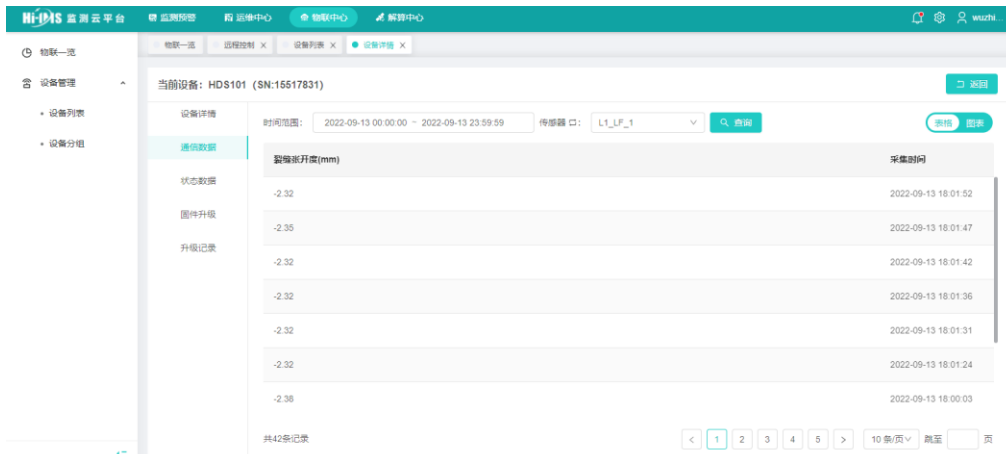 Hi-IMS 监测云平台 监测预警 运维中心 物联中心 解算中心 wuzhi...
物联一览 物联一览 远程控制 × 设备列表 × 设备详情 ×
设备管理 当前设备：HDS101 (SN:15517831) 返回
设备列表 设备详情 时间范围： 2022-09-13 00:00:00 ~ 2022-09-13 23:59:59 传感器口： L1_LF_1 查询 表格 图表
设备分组 通信数据
裂缝张开度(mm) 采集时间
状态数据 -2.32 2022-09-13 18:01:52
固件升级 -2.35 2022-09-13 18:01:47
升级记录 -2.32 2022-09-13 18:01:42
-2.32 2022-09-13 18:01:36
-2.32 2022-09-13 18:01:31
-2.32 2022-09-13 18:01:24
-2.38 2022-09-13 18:00:03
共42条记录 < 1 2 3 4 5 > 10 条/页 跳至 页